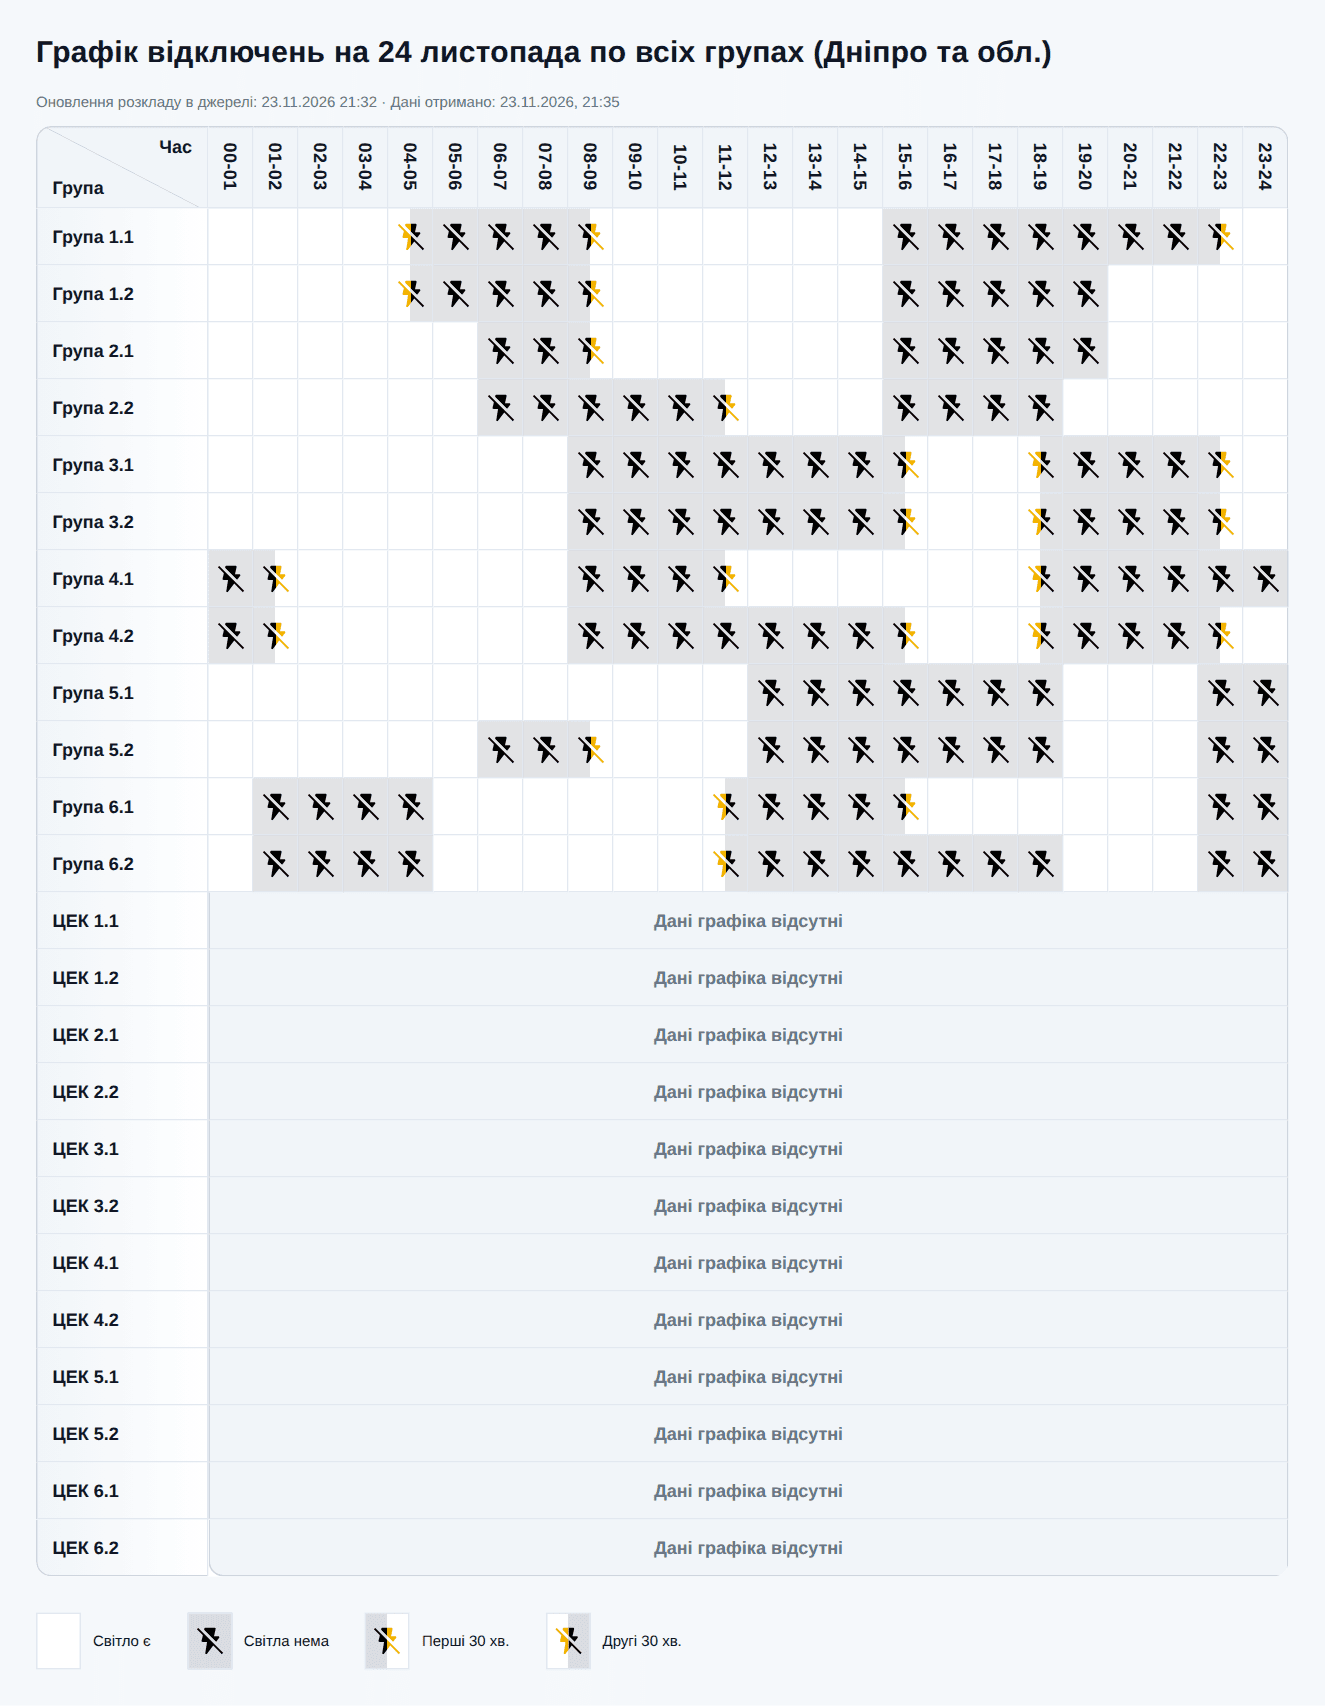 Графік відключень на 24 листопада по всіх групах (Дніпро та обл.)
Оновлення розкладу в джерелі: 23.11.2026 21:32 · Дані отримано: 23.11.2026, 21:35
Час
Група
00-01 01-02 02-03 03-04 04-05 05-06 06-07 07-08 08-09 09-10 10-11 11-12 12-13 13-14 14-15 15-16 16-17 17-18 18-19 19-20 20-21 21-22 22-23 23-24
Група 1.1
Група 1.2
Група 2.1
Група 2.2
Група 3.1
Група 3.2
Група 4.1
Група 4.2
Група 5.1
Група 5.2
Група 6.1
Група 6.2
ЦЕК 1.1 Дані графіка відсутні
ЦЕК 1.2 Дані графіка відсутні
ЦЕК 2.1 Дані графіка відсутні
ЦЕК 2.2 Дані графіка відсутні
ЦЕК 3.1 Дані графіка відсутні
ЦЕК 3.2 Дані графіка відсутні
ЦЕК 4.1 Дані графіка відсутні
ЦЕК 4.2 Дані графіка відсутні
ЦЕК 5.1 Дані графіка відсутні
ЦЕК 5.2 Дані графіка відсутні
ЦЕК 6.1 Дані графіка відсутні
ЦЕК 6.2 Дані графіка відсутні
Світло є Світла нема Перші 30 хв. Другі 30 хв.